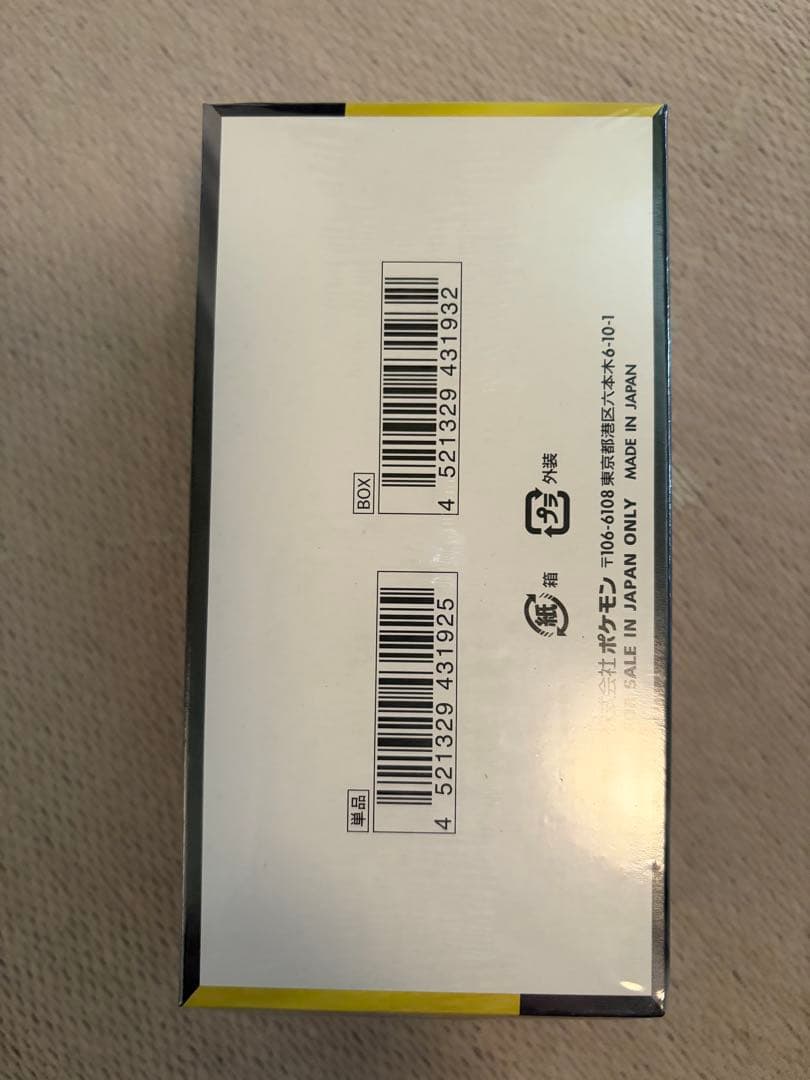 単品
4 521329 431925
BOX
4 521329 431932
紙 箱
プラ 外装
会社 ポケモン 〒106-6108 東京都港区六本木6-10-1
SALE IN JAPAN ONLY MADE IN JAPAN